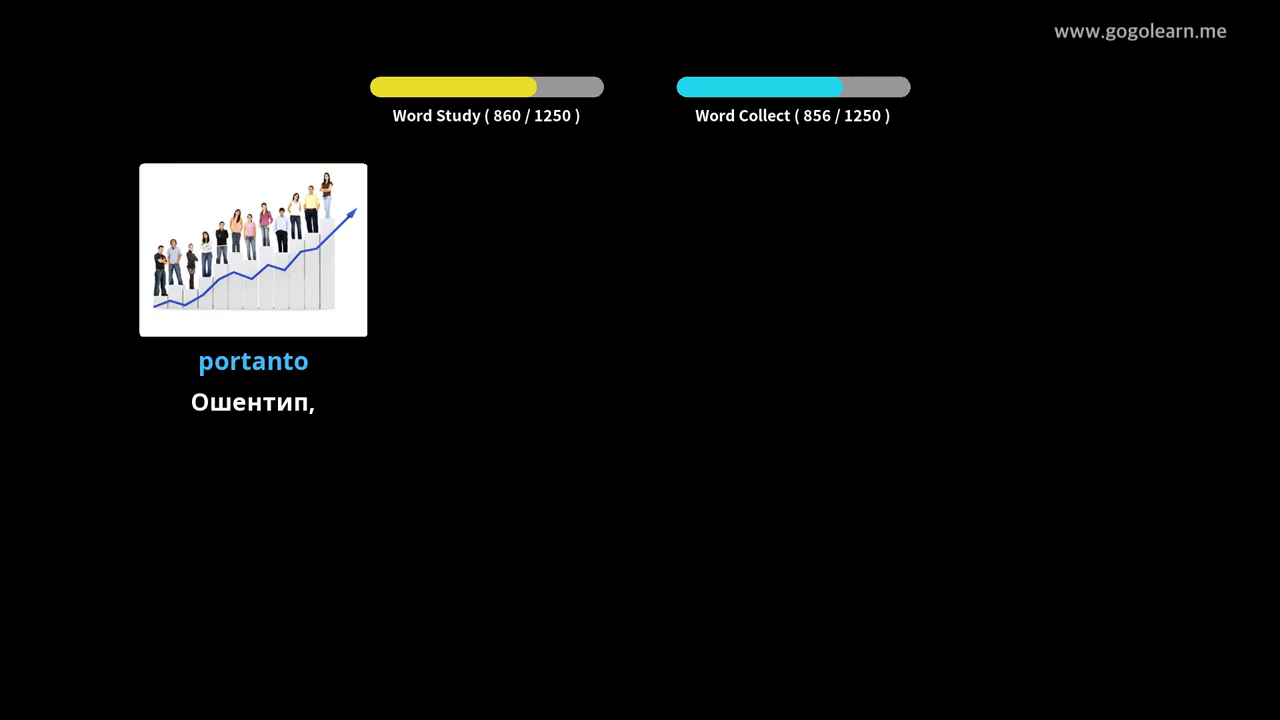 www.gogolearn.me
Word Study ( 860 / 1250 )
Word Collect ( 856 / 1250 )
portanto
Ошентип,